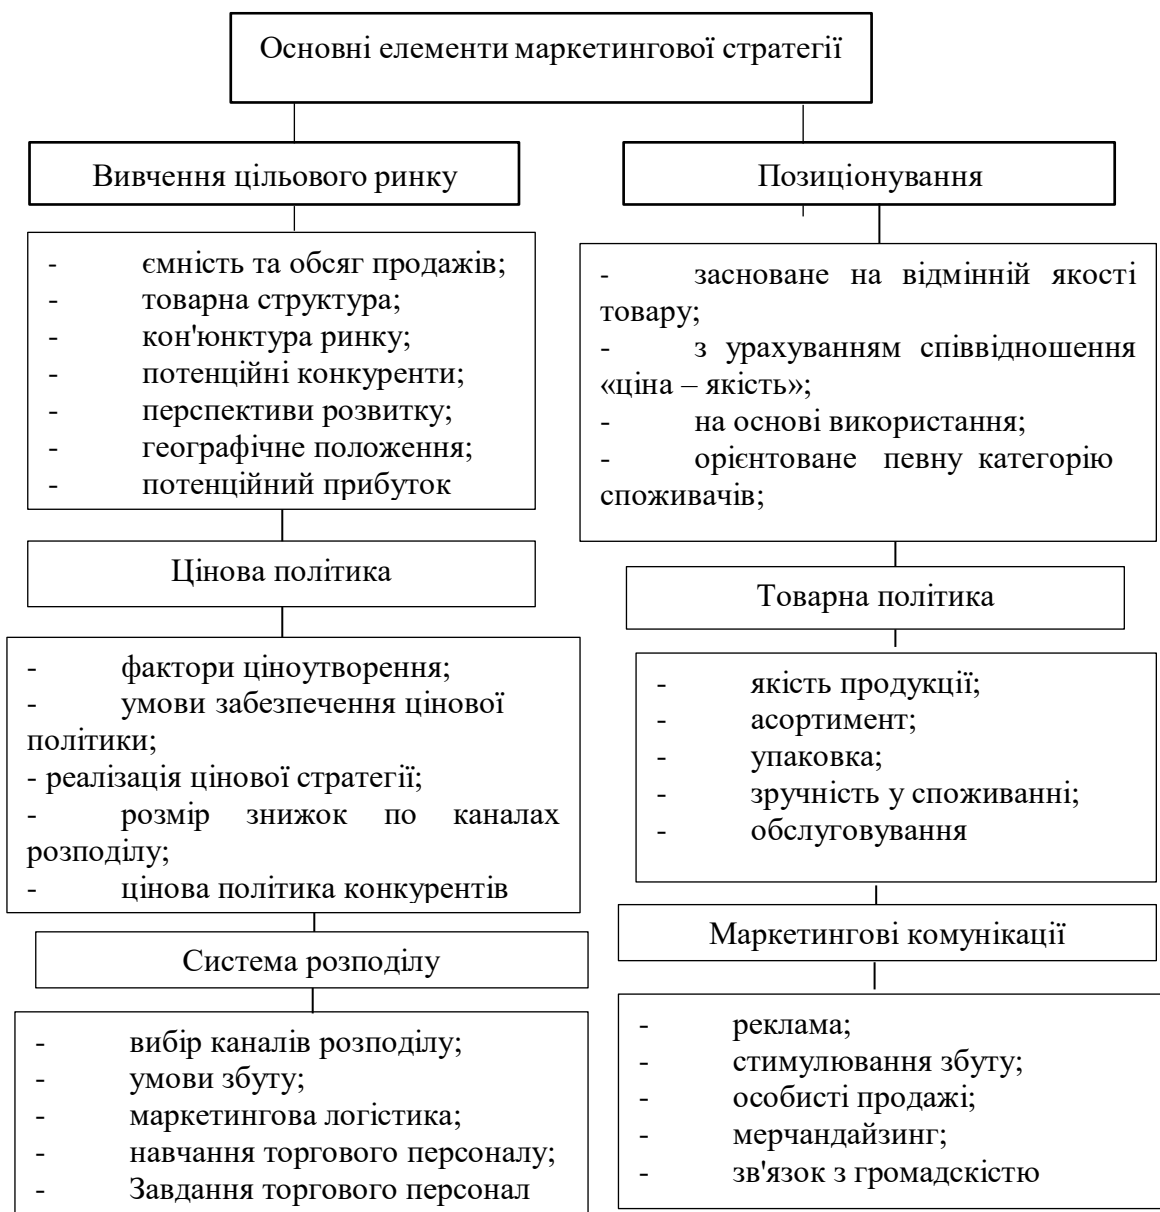 Основні елементи маркетингової стратегії
Вивчення цільового ринку
- ємність та обсяг продажів;
- товарна структура;
- кон'юнктура ринку;
- потенційні конкуренти;
- перспективи розвитку;
- географічне положення;
- потенційний прибуток
Цінова політика
- фактори ціноутворення;
- умови забезпечення цінової
політики;
- реалізація цінової стратегії;
- розмір знижок по каналах
розподілу;
- цінова політика конкурентів
Система розподілу
- вибір каналів розподілу;
- умови збуту;
- маркетингова логістика;
- навчання торгового персоналу;
- Завдання торгового персонал
Позиціонування
- засноване на відмінній якості
товару;
- з урахуванням співвідношення
«ціна – якість»;
- на основі використання;
- орієнтоване певну категорію
споживачів;
Товарна політика
- якість продукції;
- асортимент;
- упаковка;
- зручність у споживанні;
- обслуговування
Маркетингові комунікації
- реклама;
- стимулювання збуту;
- особисті продажі;
- мерчандайзинг;
- зв'язок з громадскістю